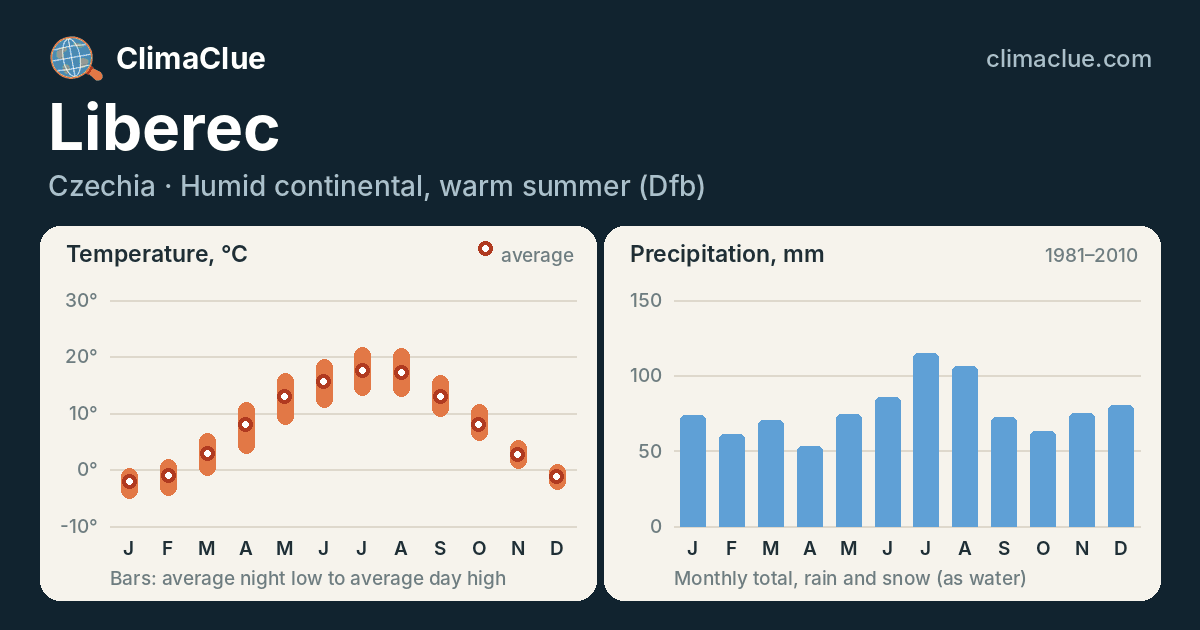 ClimaClue
climaclue.com
Liberec
Czechia · Humid continental, warm summer (Dfb)
Temperature, °C
average
30°
20°
10°
0°
-10°
J F M A M J J A S O N D
Bars: average night low to average day high
Precipitation, mm
1981–2010
150
100
50
0
J F M A M J J A S O N D
Monthly total, rain and snow (as water)